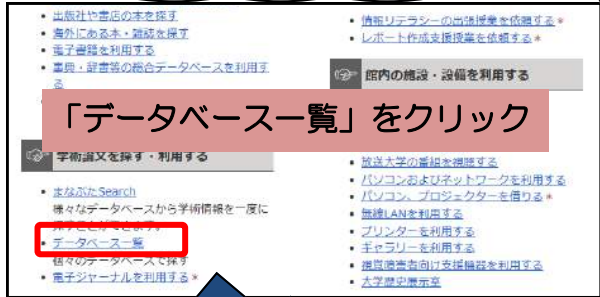 ・出版社や書店の本を探す
・海外にある本・雑誌を探す
・電子書籍を利用する
・事典・辞書等の総合データベースを利用す
る
・情報リテラシーの出張授業を依頼する*
・レポート作成支援授業を依頼する*
館内の施設・設備を利用する
「データベース一覧」をクリック
学術論文を探す・利用する
・まなぶた Search
様々なデータベースから学術情報を一度に
・データベース一覧
個々のデータベースで探す
・電子ジャーナルを利用する*
・放送大学の番組を視聴する
・パソコンおよびネットワークを利用する
・パソコン、プロジェクターを借りる*
・無線LANを利用する
・プリンターを利用する
・ギャラリーを利用する
・視覚障害者向け支援機器を利用する
・大学歴史展示室